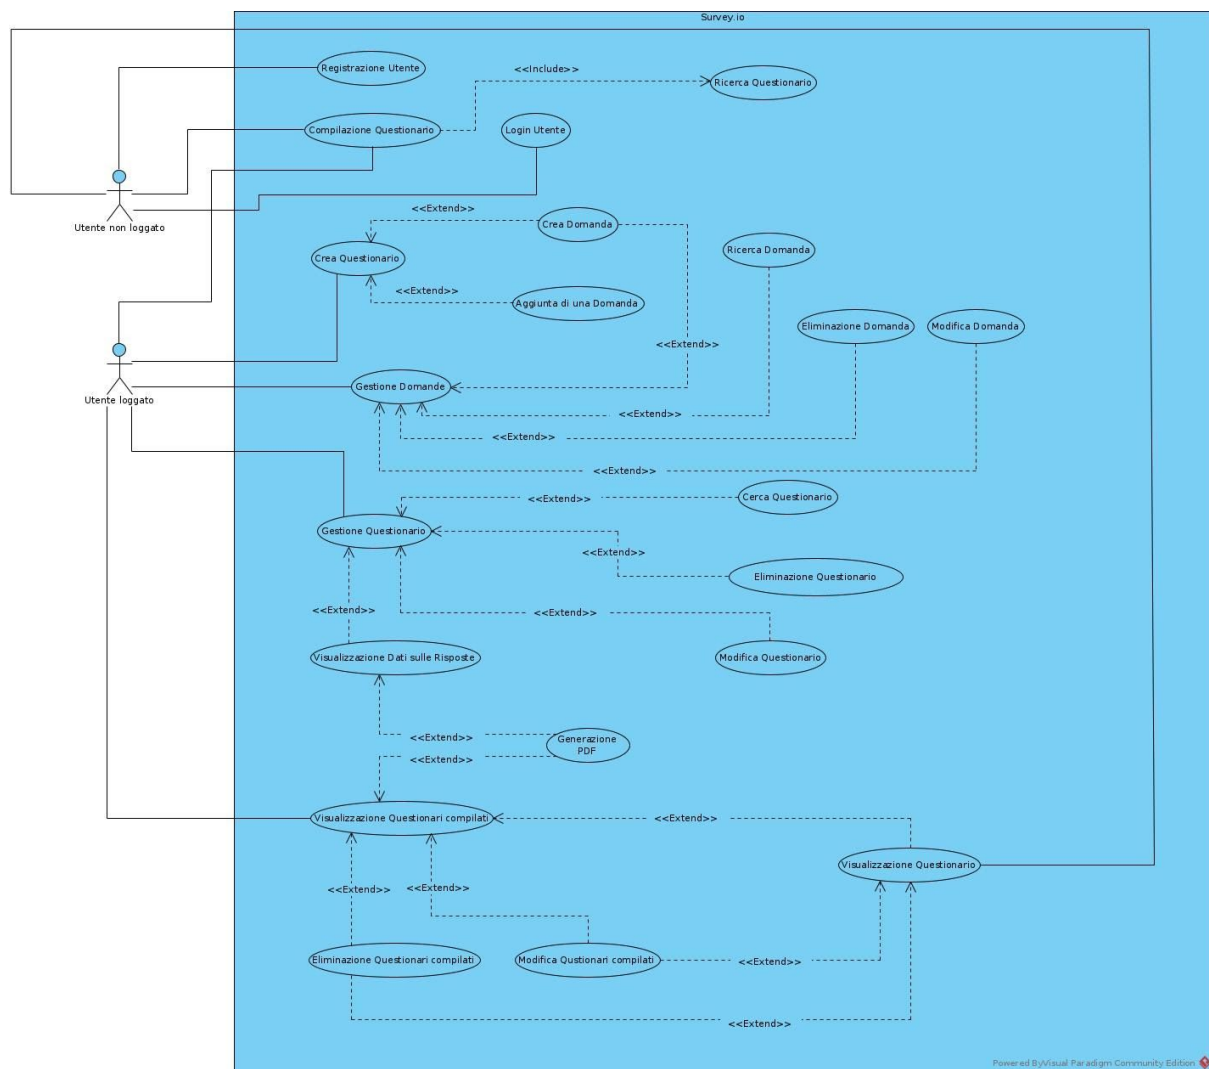 Survey.io
Registrazione Utente
<<Include>>
Ricerca Questionario
Compilazione Questionario
Login Utente
Utente non loggato
<<Extend>>
Crea Domanda
Ricerca Domanda
Crea Questionario
<<Extend>>
Aggiunta di una Domanda
Eliminazione Domanda
Modifica Domanda
<<Extend>>
Gestione Domande
Utente loggato
<<Extend>>
<<Extend>>
<<Extend>>
<<Extend>>
Cerca Questionario
Gestione Questionario
<<Extend>>
Eliminazione Questionario
<<Extend>>
<<Extend>>
Visualizzazione Dati sulle Risposte
Modifica Questionario
<<Extend>>
Generazione
PDF
<<Extend>>
Visualizzazione Questionari compilati
<<Extend>>
Visualizzazione Questionario
<<Extend>>
<<Extend>>
Eliminazione Questionari compilati
Modifica Qustionari compilati
<<Extend>>
<<Extend>>
Powered ByVisual Paradigm Community Edition